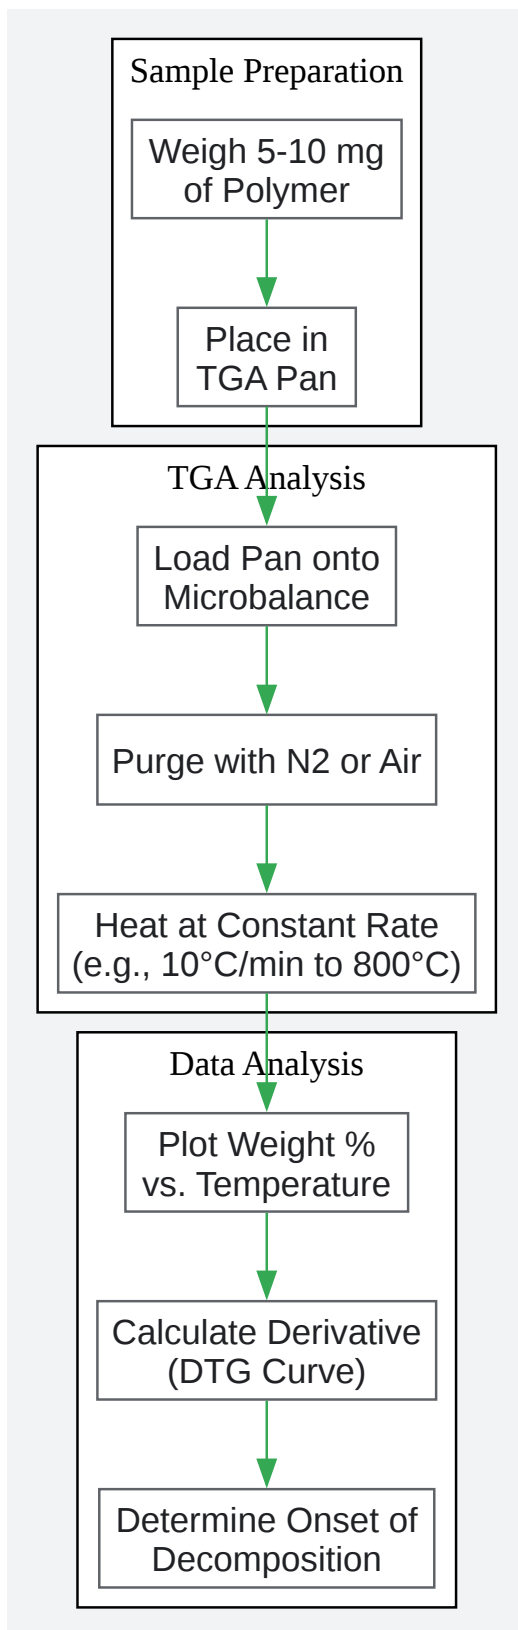 Sample Preparation
Weigh 5-10 mg
of Polymer
Place in
TGA Pan
TGA Analysis
Load Pan onto
Microbalance
Purge with N2 or Air
Heat at Constant Rate
(e.g., 10°C/min to 800°C)
Data Analysis
Plot Weight %
vs. Temperature
Calculate Derivative
(DTG Curve)
Determine Onset of
Decomposition